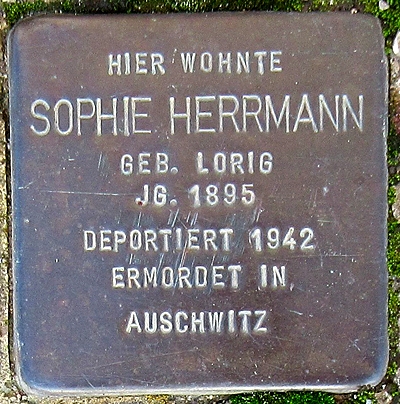 HIER WOHNTE
SOPHIE HERRMANN
GEB. LORIG
JG. 1895
DEPORTIERT 1942
ERMORDET IN
AUSCHWITZ